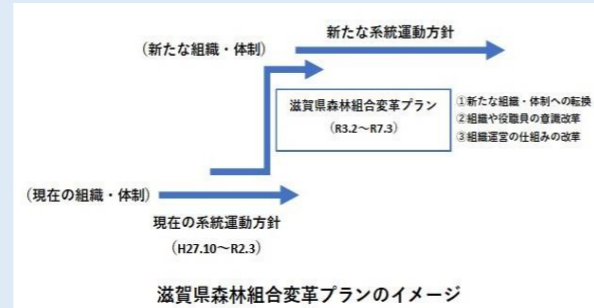 新たな系統運動方針
（新たな組織・体制）
滋賀県森林組合変革プラン
（R3.2～R7.3）
①新たな組織・体制への転換
②組織や役職員の意識改革
③組織運営の仕組みの改革
（現在の組織・体制）
現在の系統運動方針
（H27.10～R2.3）
滋賀県森林組合変革プランのイメージ